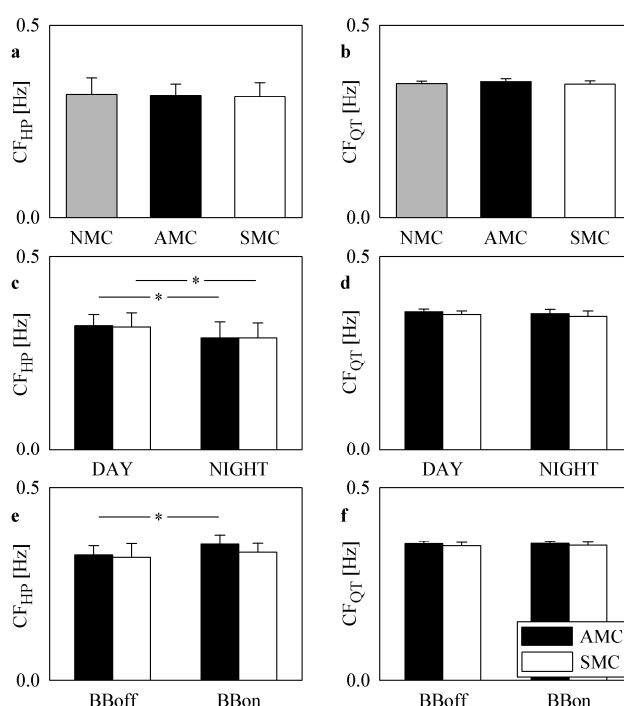 0.5
a
CF_HP [Hz]
0.0
NMC AMC SMC
0.5
b
CF_QT [Hz]
0.0
NMC AMC SMC
0.5
c
CF_HP [Hz]
*
*
0.0
DAY NIGHT
0.5
d
CF_QT [Hz]
0.0
DAY NIGHT
0.5
e
CF_HP [Hz]
*
0.0
BBoff BBon
0.5
f
CF_QT [Hz]
AMC
SMC
0.0
BBoff BBon